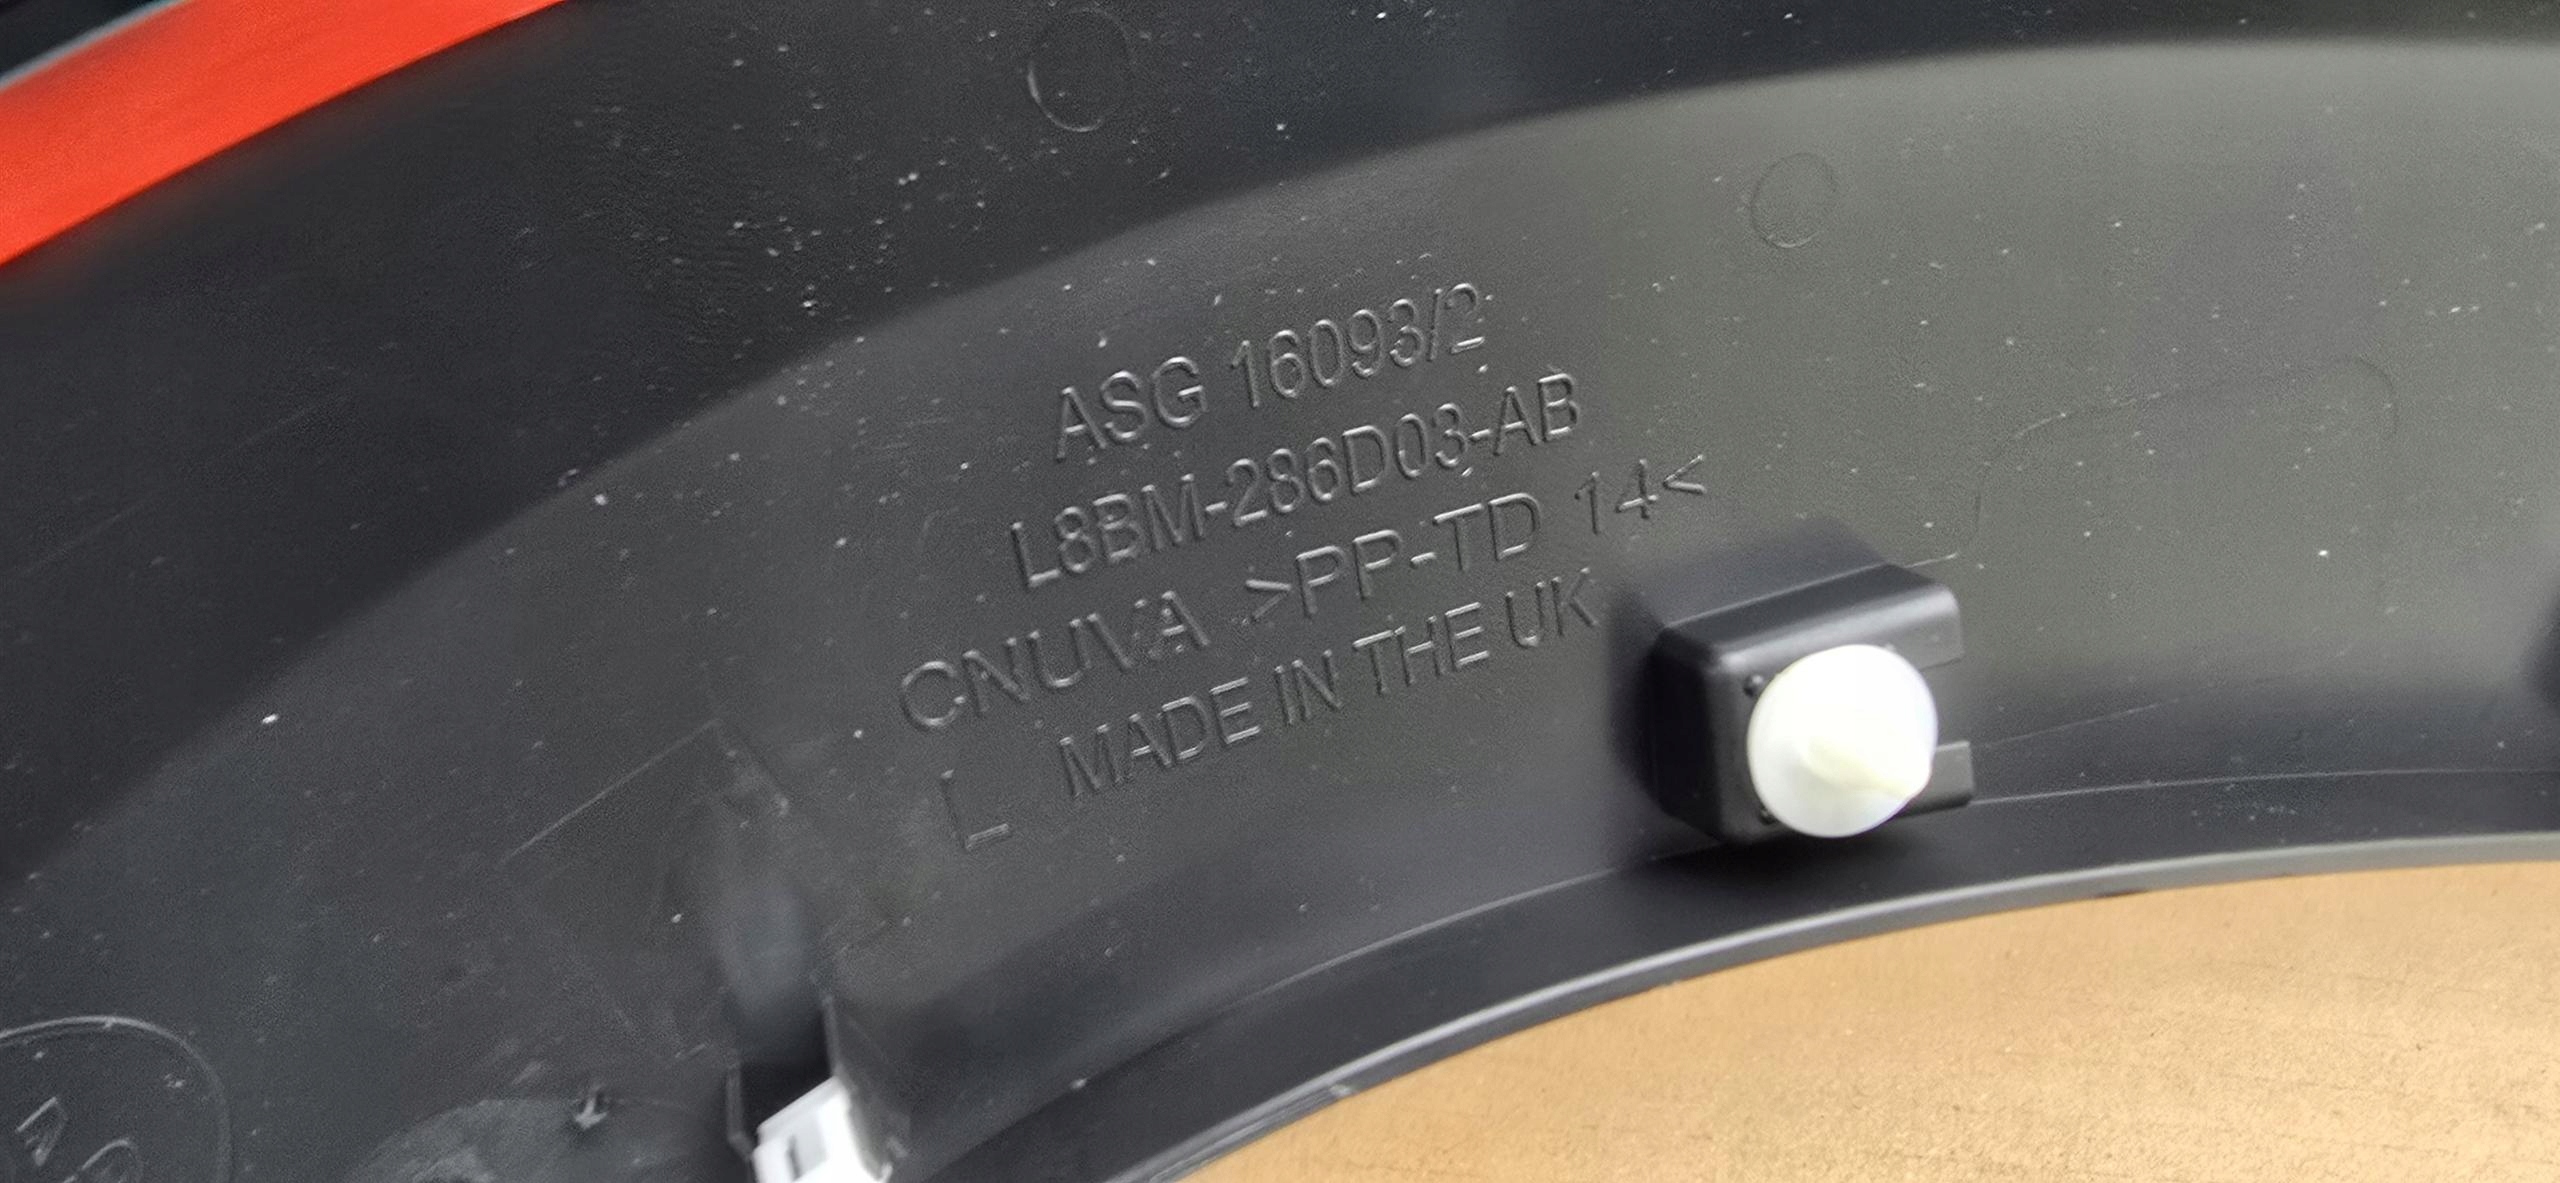 ASG 16093/2
L8BM-286D03-AB
CNUVA >PP-TD 14<
L MADE IN THE UK